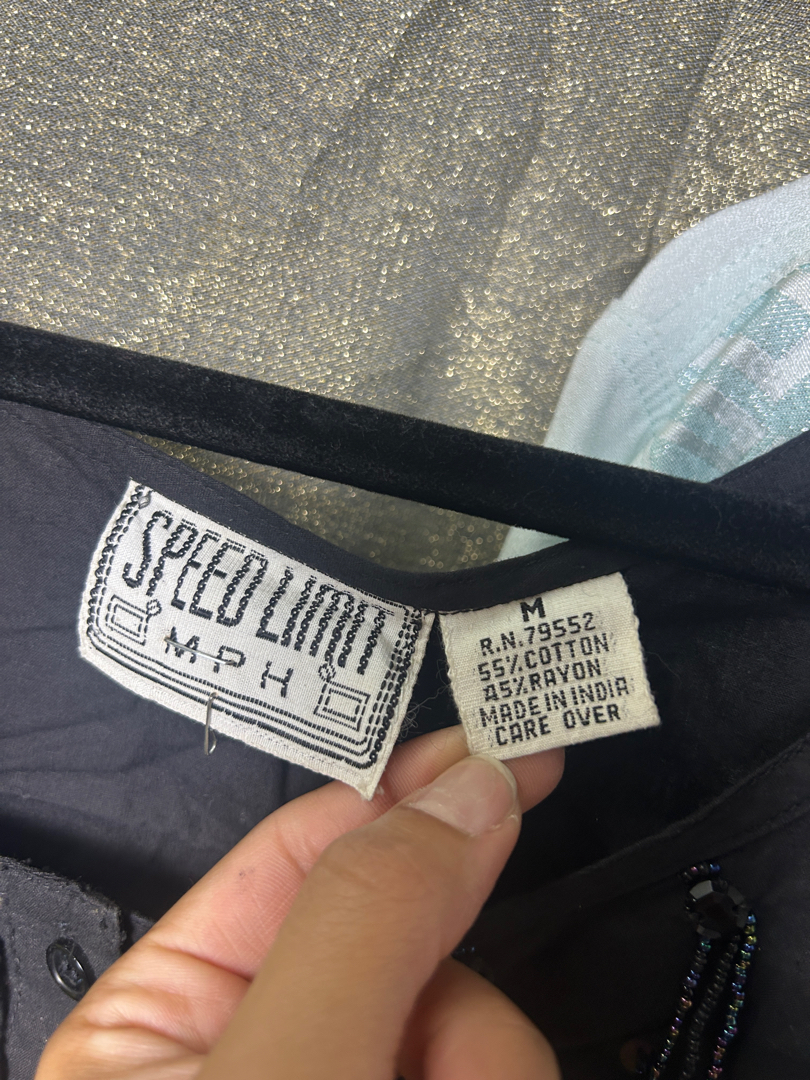 SPEED LIMIT
MPH
M
R.N.79552
55% COTTON
45% RAYON
MADE IN INDIA
CARE OVER